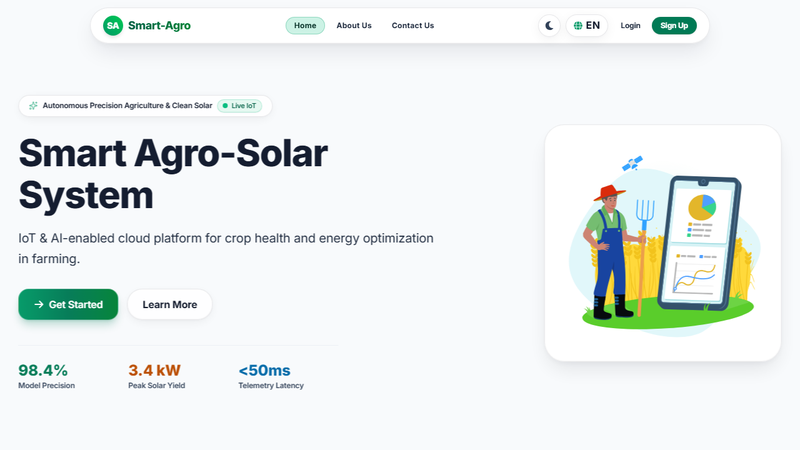 SA Smart-Agro
Home About Us Contact Us
EN Login Sign Up
Autonomous Precision Agriculture & Clean Solar Live IoT
Smart Agro-Solar
System
IoT & AI-enabled cloud platform for crop health and energy optimization
in farming.
Get Started Learn More
98.4% 3.4 kW <50ms
Model Precision Peak Solar Yield Telemetry Latency